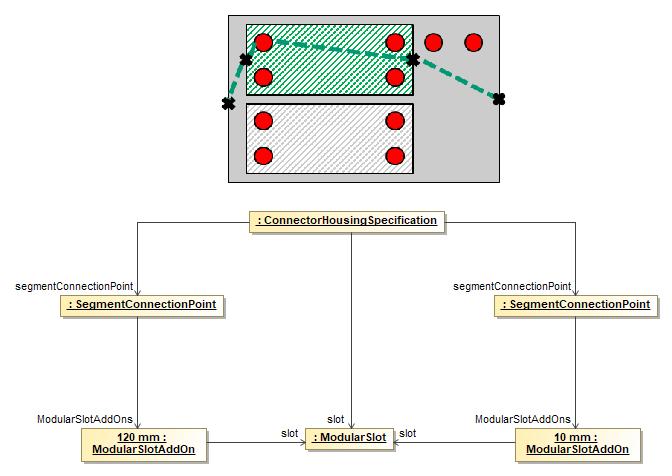 : ConnectorHousingSpecification
segmentConnectionPoint
segmentConnectionPoint
: SegmentConnectionPoint
: SegmentConnectionPoint
ModularSlotAddOns
slot
ModularSlotAddOns
120 mm :
ModularSlotAddOn
slot
: ModularSlot
slot
10 mm :
ModularSlotAddOn